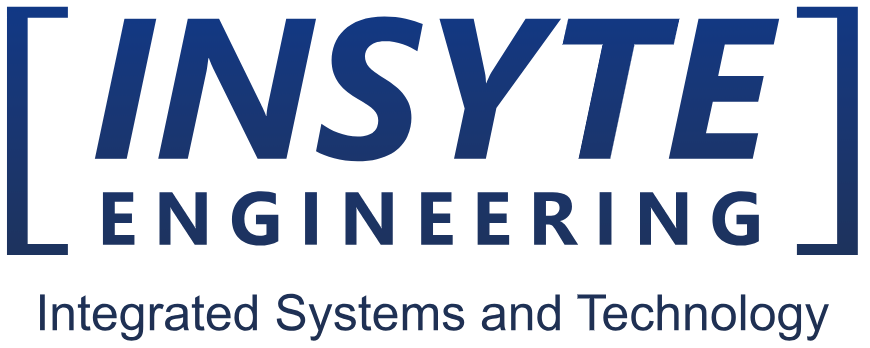 INSYTE
ENGINEERING
Integrated Systems and Technology